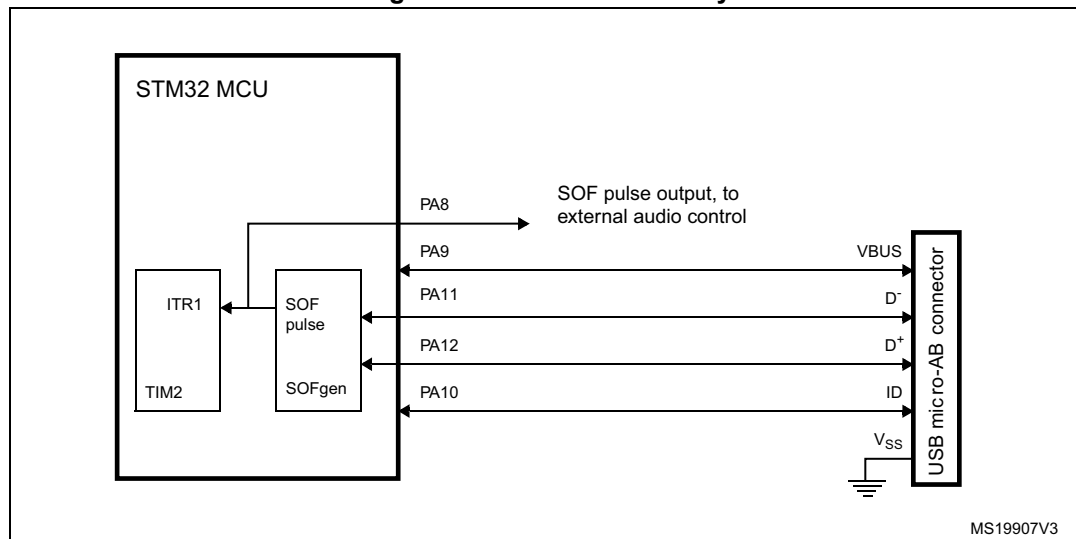 STM32 MCU
PA8
SOF pulse output, to
external audio control
PA9
VBUS
ITR1
SOF
pulse
PA11
D-
PA12
D+
TIM2
SOFgen
PA10
ID
VSS
USB micro-AB connector
MS19907V3